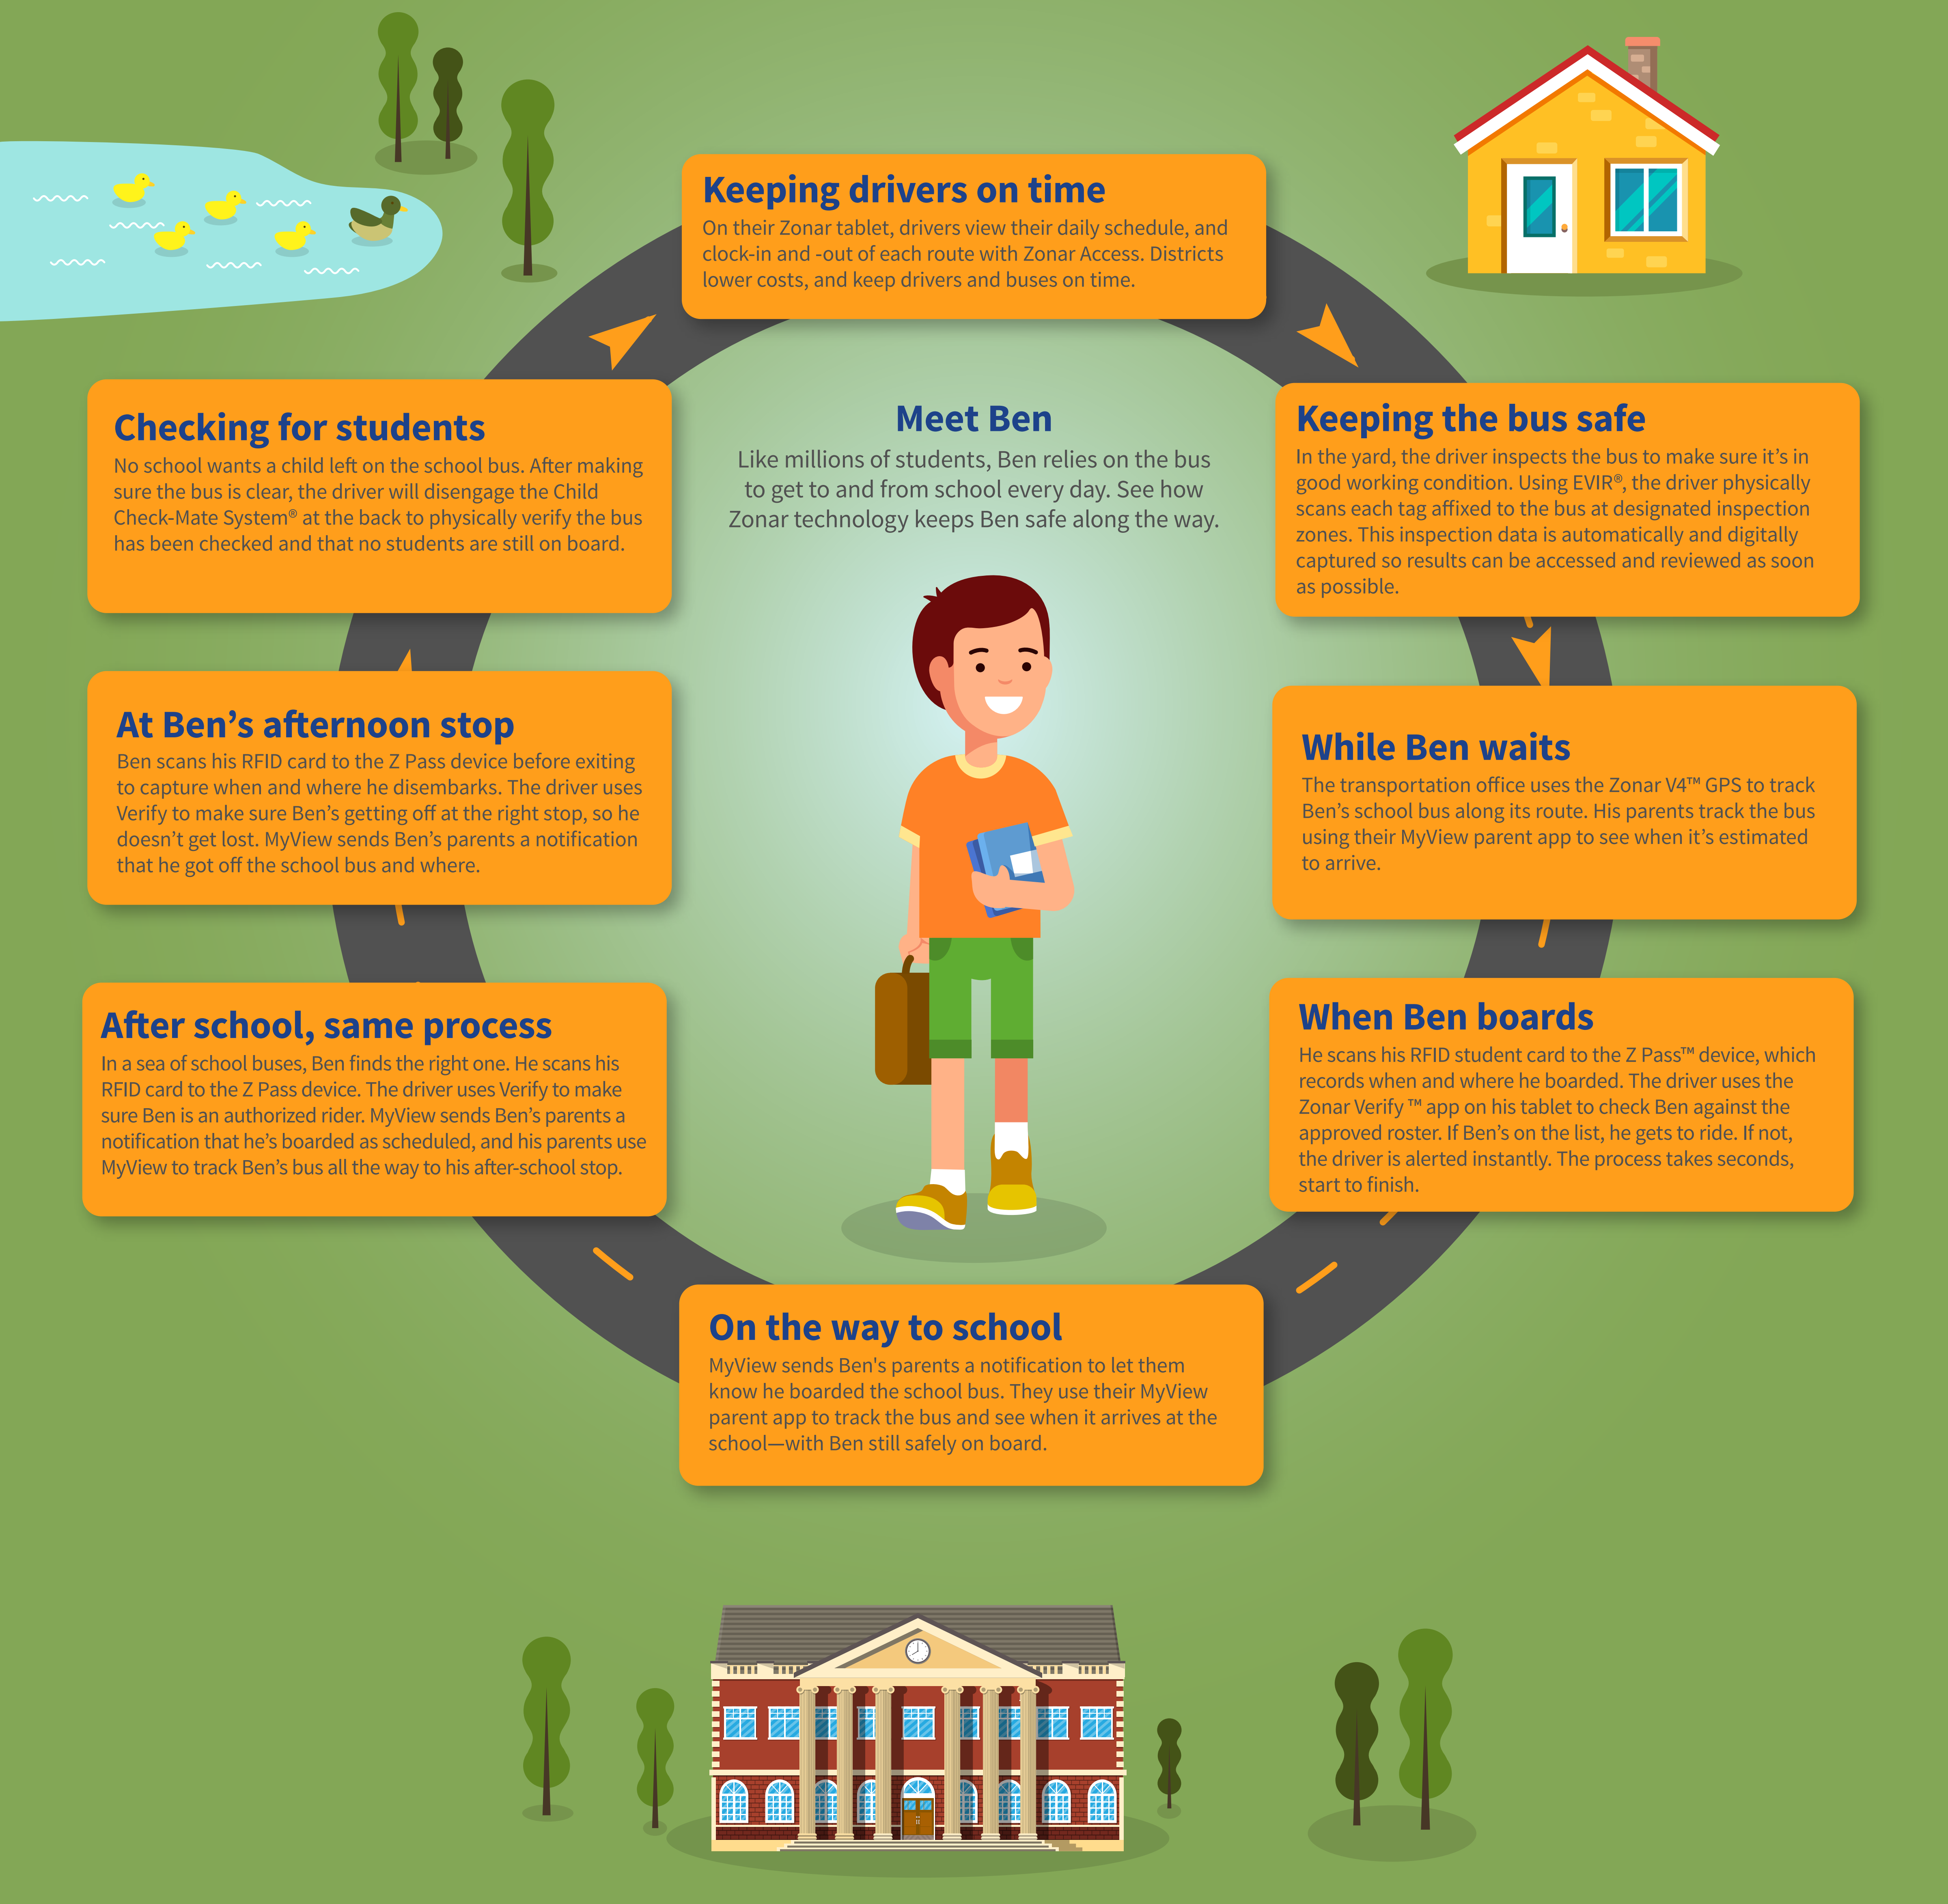 Keeping drivers on time
On their Zonar tablet, drivers view their daily schedule, and
clock-in and -out of each route with Zonar Access. Districts
lower costs, and keep drivers and buses on time.
Meet Ben
Like millions of students, Ben relies on the bus
to get to and from school every day. See how
Zonar technology keeps Ben safe along the way.
Keeping the bus safe
In the yard, the driver inspects the bus to make sure it’s in
good working condition. Using EVIR®, the driver physically
scans each tag affixed to the bus at designated inspection
zones. This inspection data is automatically and digitally
captured so results can be accessed and reviewed as soon
as possible.
While Ben waits
The transportation office uses the Zonar V4™ GPS to track
Ben’s school bus along its route. His parents track the bus
using their MyView parent app to see when it’s estimated
to arrive.
When Ben boards
He scans his RFID student card to the Z Pass™ device, which
records when and where he boarded. The driver uses the
Zonar Verify ™ app on his tablet to check Ben against the
approved roster. If Ben’s on the list, he gets to ride. If not,
the driver is alerted instantly. The process takes seconds,
start to finish.
On the way to school
MyView sends Ben's parents a notification to let them
know he boarded the school bus. They use their MyView
parent app to track the bus and see when it arrives at the
school—with Ben still safely on board.
After school, same process
In a sea of school buses, Ben finds the right one. He scans his
RFID card to the Z Pass device. The driver uses Verify to make
sure Ben is an authorized rider. MyView sends Ben’s parents a
notification that he’s boarded as scheduled, and his parents use
MyView to track Ben’s bus all the way to his after-school stop.
At Ben’s afternoon stop
Ben scans his RFID card to the Z Pass device before exiting
to capture when and where he disembarks. The driver uses
Verify to make sure Ben’s getting off at the right stop, so he
doesn’t get lost. MyView sends Ben’s parents a notification
that he got off the school bus and where.
Checking for students
No school wants a child left on the school bus. After making
sure the bus is clear, the driver will disengage the Child
Check-Mate System® at the back to physically verify the bus
has been checked and that no students are still on board.